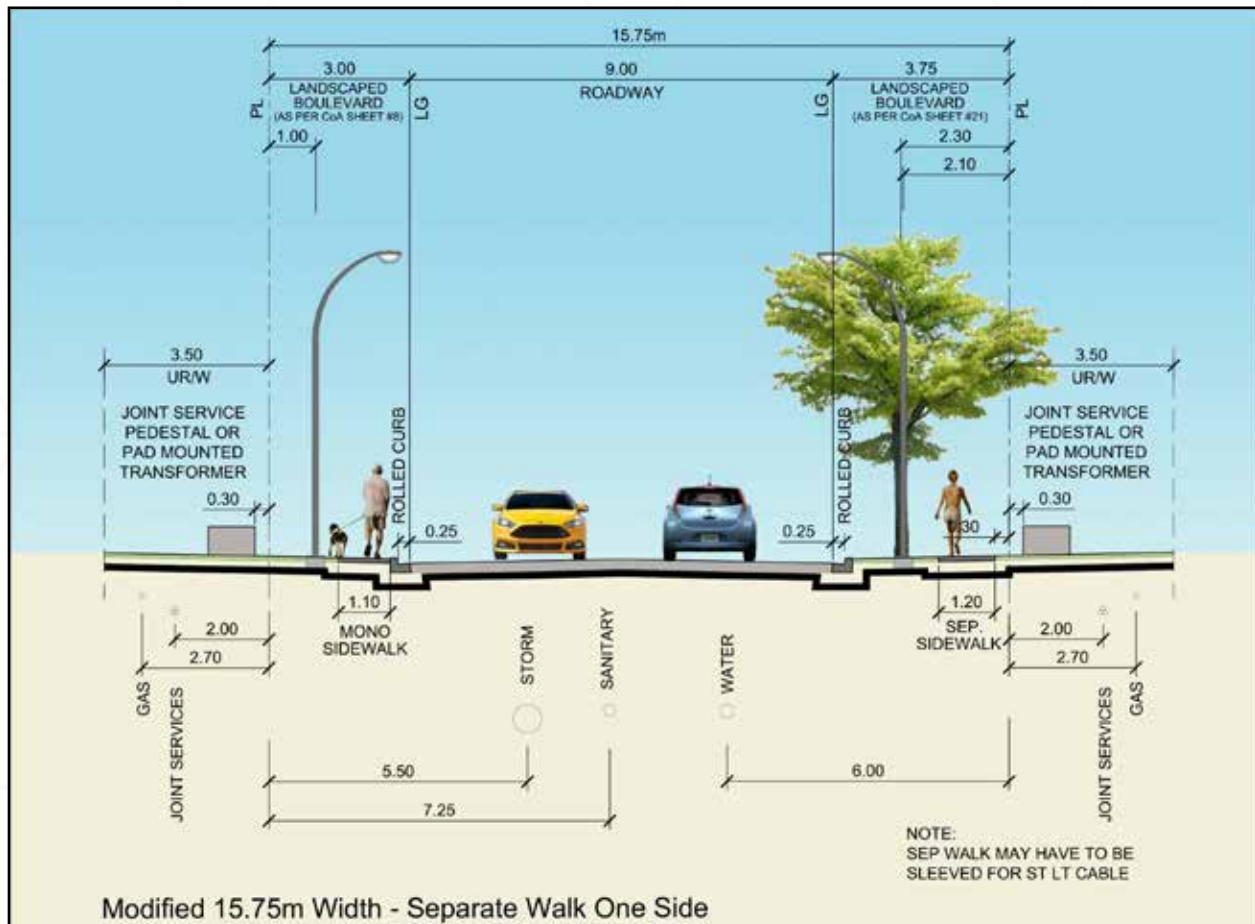 15.75m
3.00
9.00
3.75
LANDSCAPED
BOULEVARD
(AS PER CoA SHEET #8)
ROADWAY
LANDSCAPED
BOULEVARD
(AS PER CoA SHEET #21)
PL
LG
LG
PL
1.00
2.30
2.10
3.50
UR/W
3.50
UR/W
JOINT SERVICE
PEDESTAL OR
PAD MOUNTED
TRANSFORMER
JOINT SERVICE
PEDESTAL OR
PAD MOUNTED
TRANSFORMER
ROLLED CURB
ROLLED CURB
0.30
0.25
0.25
0.30
0.30
1.10
MONO
SIDEWALK
1.20
SEP.
SIDEWALK
2.00
2.70
2.00
2.70
GAS
JOINT SERVICES
STORM
SANITARY
WATER
JOINT SERVICES
GAS
5.50
6.00
7.25
NOTE:
SEP WALK MAY HAVE TO BE
SLEEVED FOR ST LT CABLE
Modified 15.75m Width - Separate Walk One Side